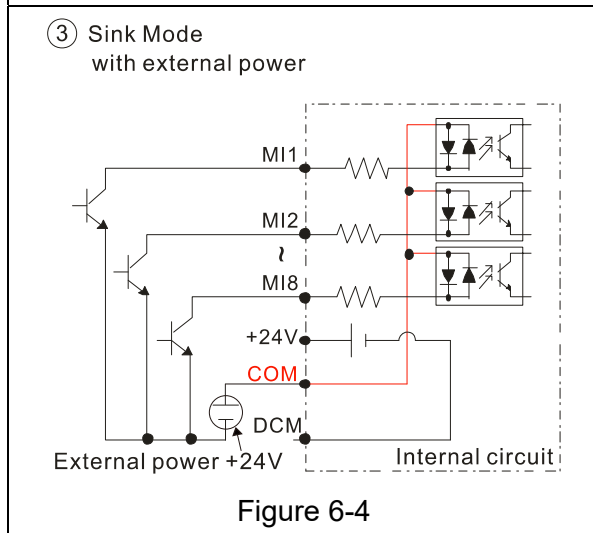 ③ Sink Mode
with external power
MI1
MI2
~
MI8
+24V
COM
DCM
External power +24V
Internal circuit
Figure 6-4